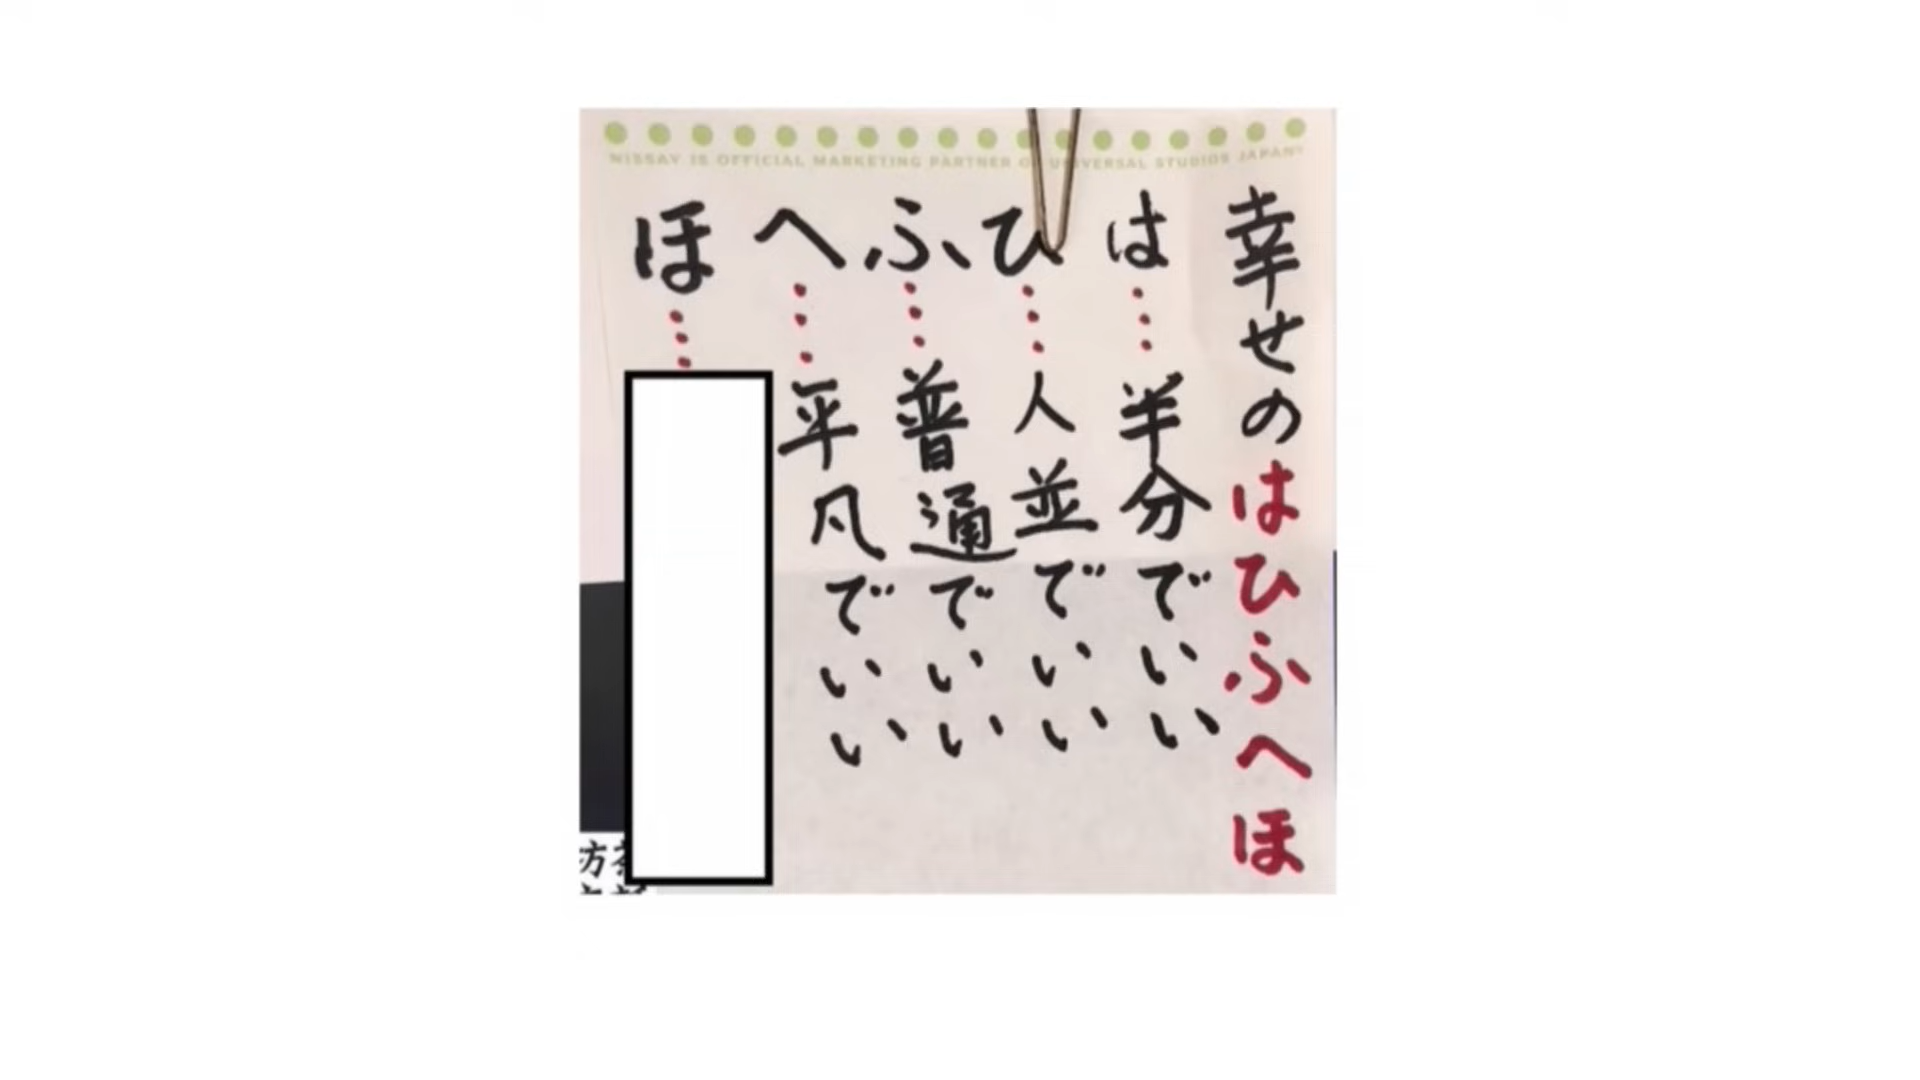 NISSAY IS OFFICIAL MARKETING PARTNER OF UNIVERSAL STUDIOS JAPAN
幸せのはひふへほ
は…半分でいい
ひ…人並でいい
ふ…普通でいい
へ…平凡でいい
ほ…